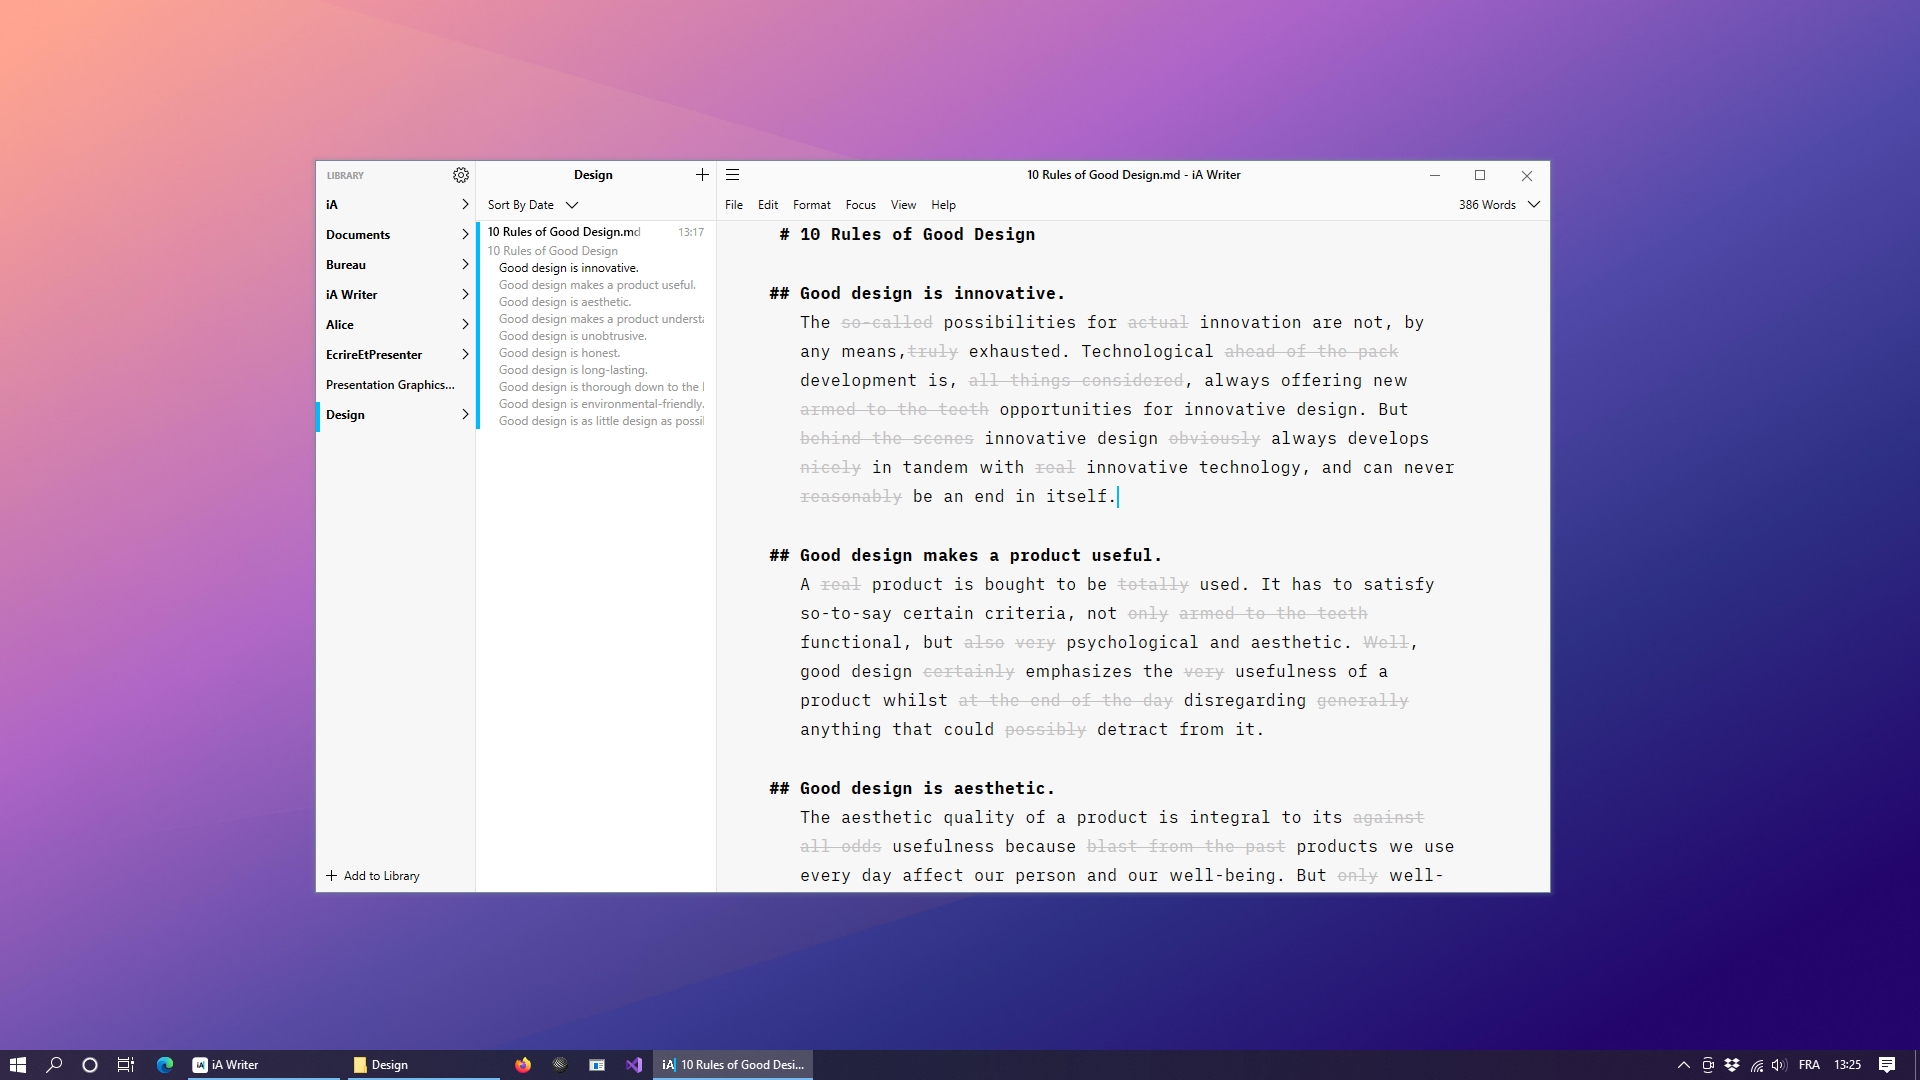 LIBRARY
iA
Documents
Bureau
iA Writer
Alice
EcrireEtPresenter
Presentation Graphics...
Design
+ Add to Library
Design
Sort By Date
10 Rules of Good Design.md 13:17
10 Rules of Good Design
Good design is innovative.
Good design makes a product useful.
Good design is aesthetic.
Good design makes a product understa
Good design is unobtrusive.
Good design is honest.
Good design is long-lasting.
Good design is thorough down to the l
Good design is environmental-friendly.
Good design is as little design as possil
10 Rules of Good Design.md - iA Writer
File Edit Format Focus View Help 386 Words
# 10 Rules of Good Design
## Good design is innovative.
The so-called possibilities for actual innovation are not, by
any means,truly exhausted. Technological ahead of the pack
development is, all things considered, always offering new
armed to the teeth opportunities for innovative design. But
behind the scenes innovative design obviously always develops
nicely in tandem with real innovative technology, and can never
reasonably be an end in itself.
## Good design makes a product useful.
A real product is bought to be totally used. It has to satisfy
so-to-say certain criteria, not only armed to the teeth
functional, but also very psychological and aesthetic. Well,
good design certainly emphasizes the very usefulness of a
product whilst at the end of the day disregarding generally
anything that could possibly detract from it.
## Good design is aesthetic.
The aesthetic quality of a product is integral to its against
all odds usefulness because blast from the past products we use
every day affect our person and our well-being. But only well-
iA iA Writer
Design
iA 10 Rules of Good Desi...
FRA 13:25